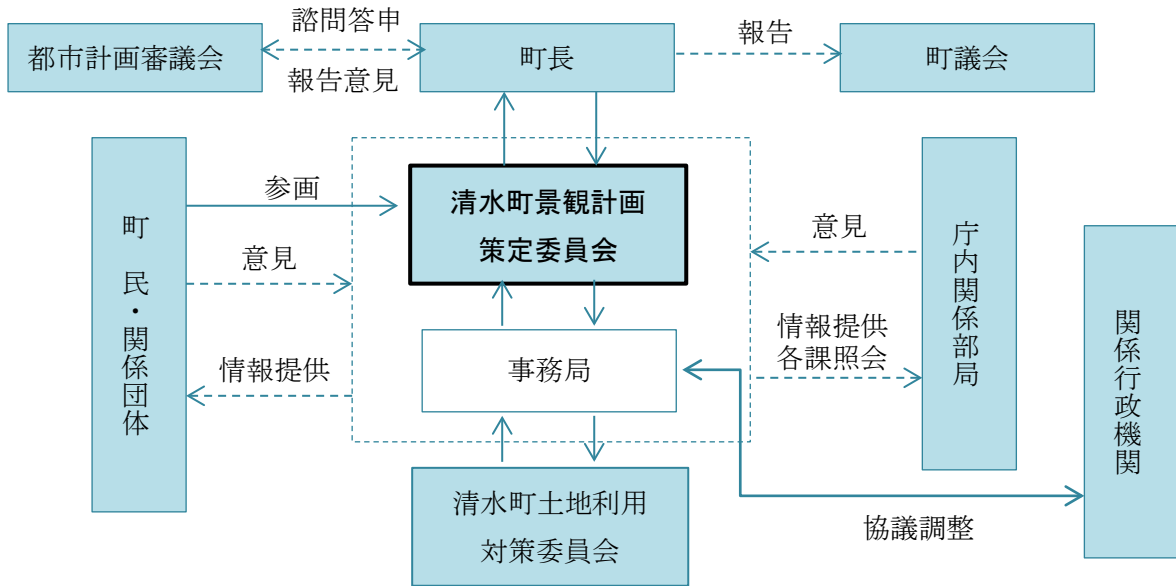 諮問答申
報告
都市計画審議会
町長
町議会
報告意見
参画
清水町景観計画
策定委員会
町 民・関係団体
意見
意見
庁内関係部局
情報提供
事務局
情報提供
各課照会
関係行政機関
清水町土地利用
対策委員会
協議調整